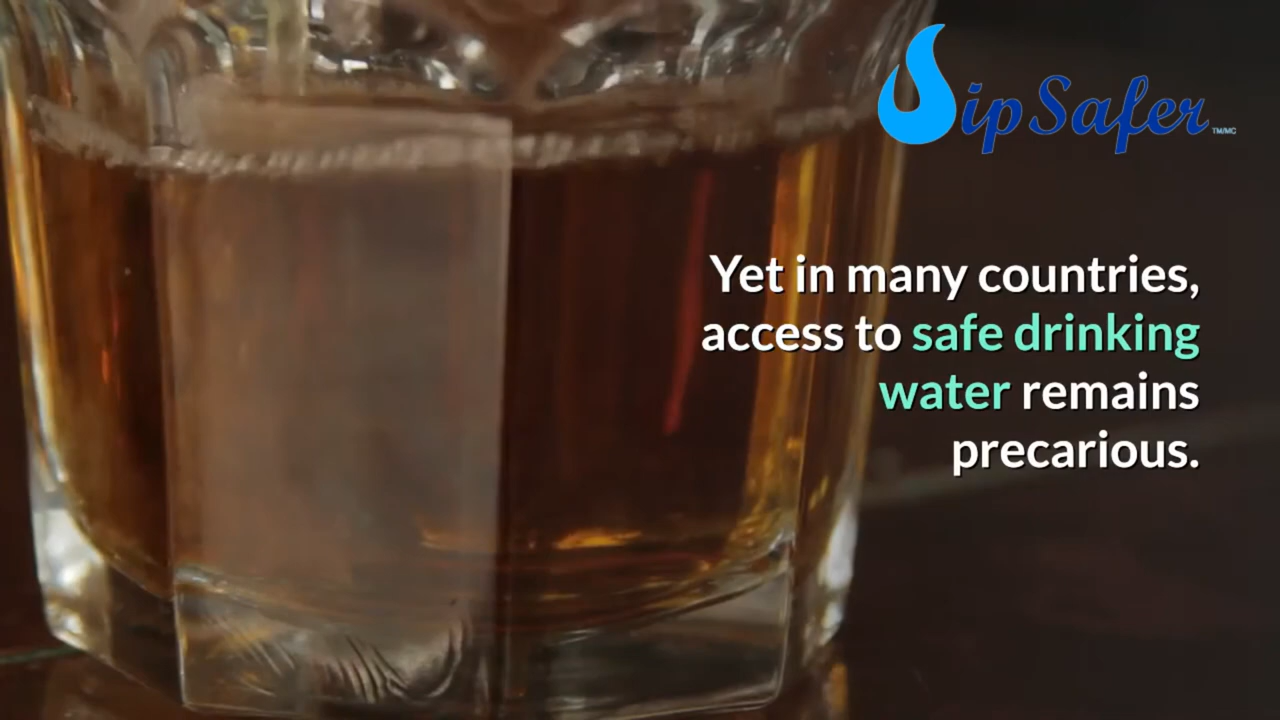 SipSafer TM/MC
Yet in many countries,
access to safe drinking
water remains
precarious.